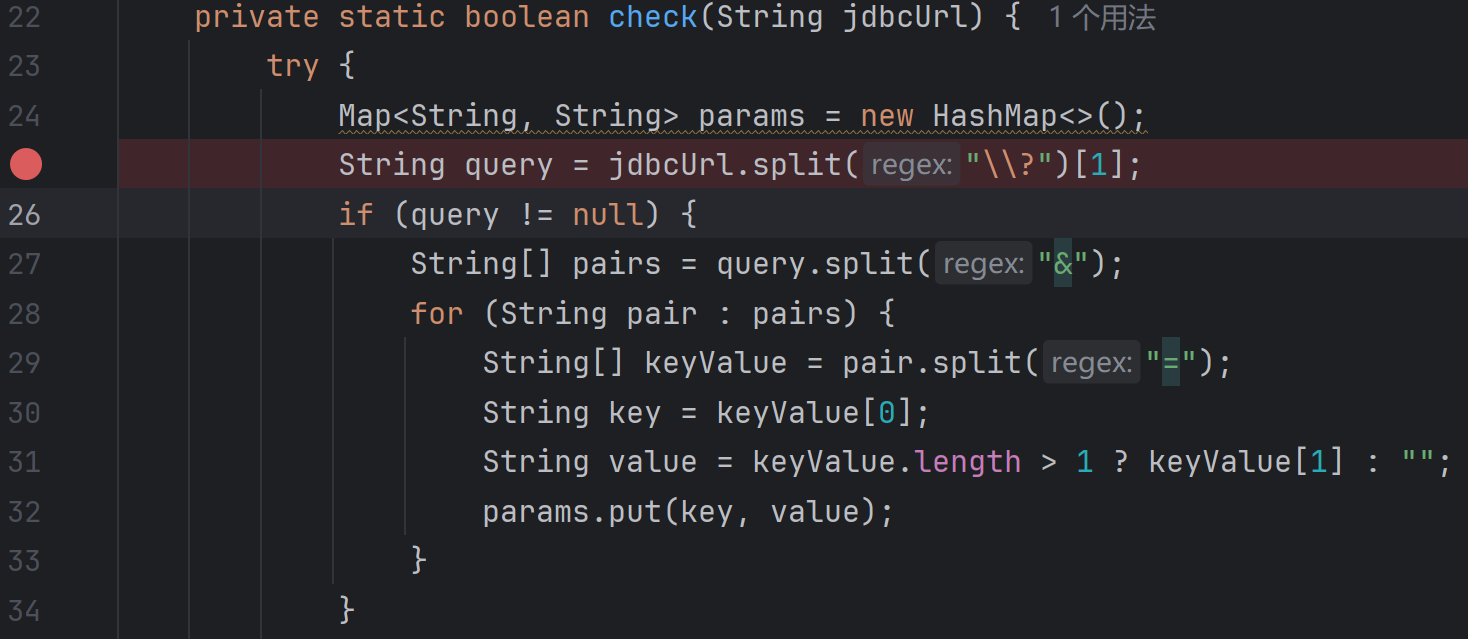 22 private static boolean check(String jdbcUrl) { 1 个用法
23 try {
24 Map<String, String> params = new HashMap<>();
String query = jdbcUrl.split( regex: "\\?")[1];
26 if (query != null) {
27 String[] pairs = query.split( regex: "&");
28 for (String pair : pairs) {
29 String[] keyValue = pair.split( regex: "=");
30 String key = keyValue[0];
31 String value = keyValue.length > 1 ? keyValue[1] : "";
32 params.put(key, value);
33 }
34 }